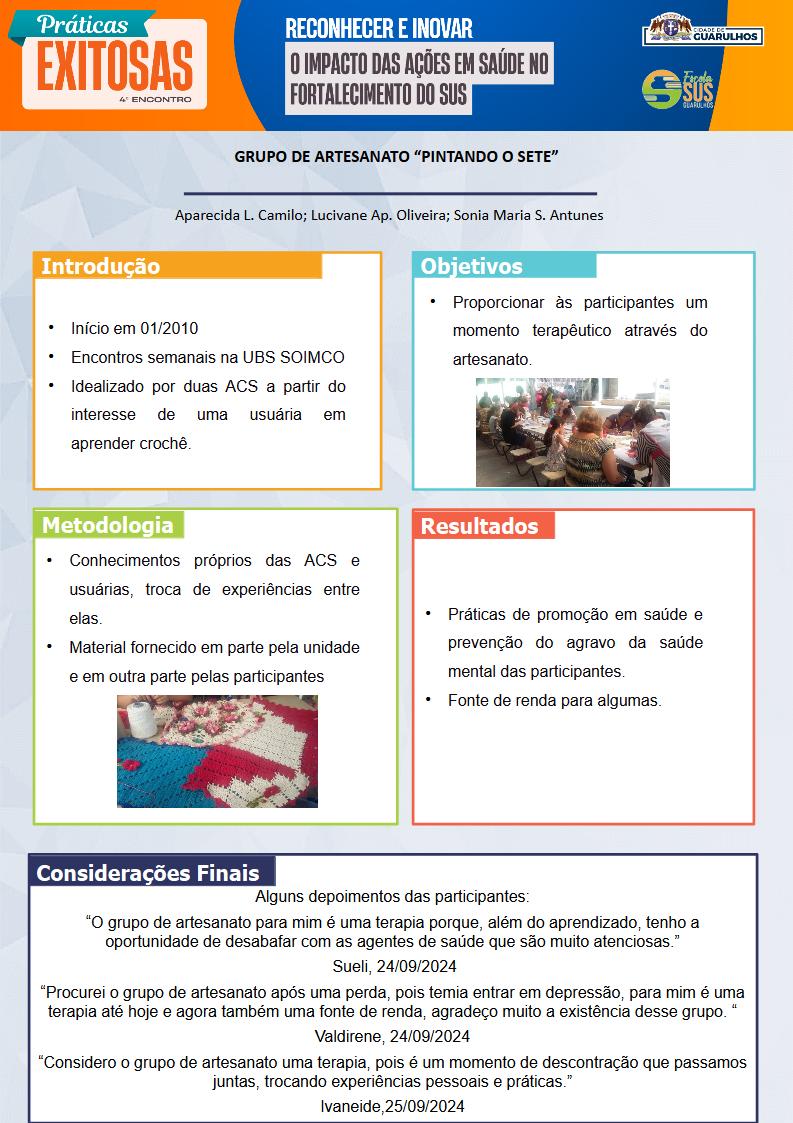 Práticas
EXITOSAS
4º ENCONTRO
RECONHECER E INOVAR
O IMPACTO DAS AÇÕES EM SAÚDE NO
FORTALECIMENTO DO SUS
CIDADE DE
GUARULHOS
Escola
SUS
GUARULHOS
GRUPO DE ARTESANATO “PINTANDO O SETE”
Aparecida L. Camilo; Lucivane Ap. Oliveira; Sonia Maria S. Antunes
Introdução
• Início em 01/2010
• Encontros semanais na UBS SOIMCO
• Idealizado por duas ACS a partir do
interesse de uma usuária em
aprender crochê.
Objetivos
• Proporcionar às participantes um
momento terapêutico através do
artesanato.
Metodologia
• Conhecimentos próprios das ACS e
usuárias, troca de experiências entre
elas.
• Material fornecido em parte pela unidade
e em outra parte pelas participantes
Resultados
• Práticas de promoção em saúde e
prevenção do agravo da saúde
mental das participantes.
• Fonte de renda para algumas.
Considerações Finais
Alguns depoimentos das participantes:
“O grupo de artesanato para mim é uma terapia porque, além do aprendizado, tenho a
oportunidade de desabafar com as agentes de saúde que são muito atenciosas.”
Sueli, 24/09/2024
“Procurei o grupo de artesanato após uma perda, pois temia entrar em depressão, para mim é uma
terapia até hoje e agora também uma fonte de renda, agradeço muito a existência desse grupo. “
Valdirene, 24/09/2024
“Considero o grupo de artesanato uma terapia, pois é um momento de descontração que passamos
juntas, trocando experiências pessoais e práticas.”
Ivaneide,25/09/2024